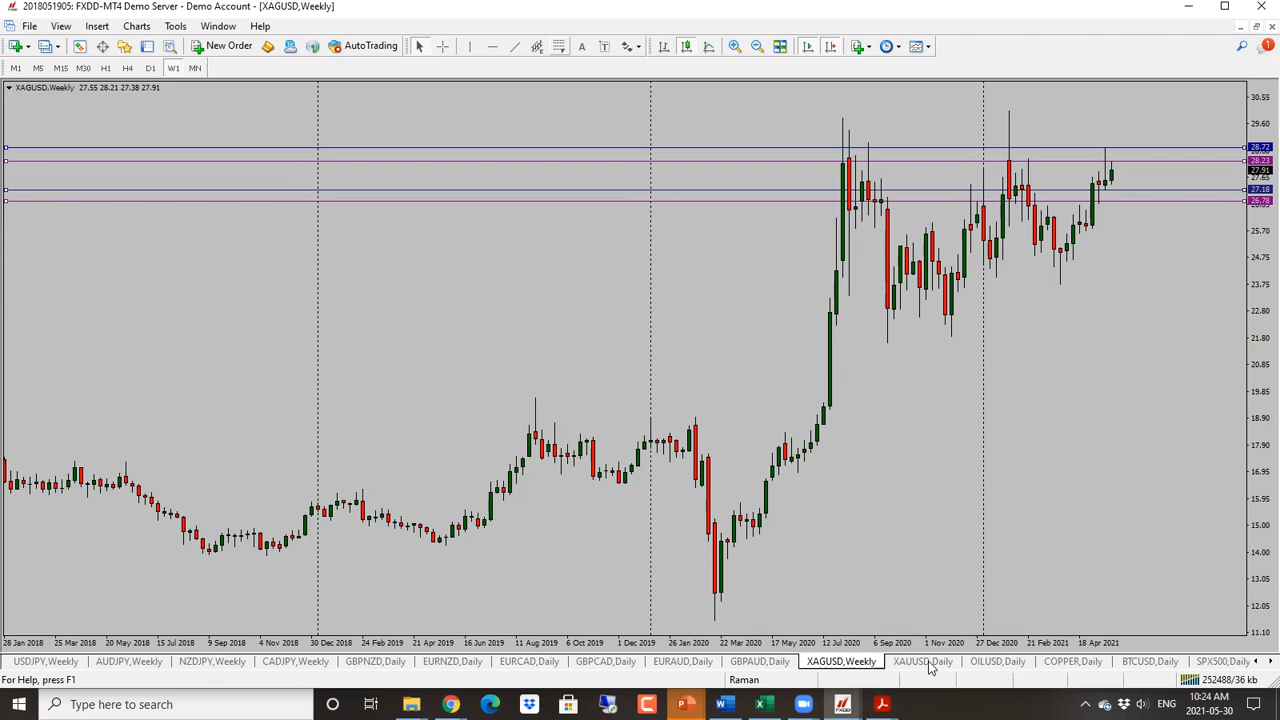 2018051905: FXDD-MT4 Demo Server - Demo Account - [XAGUSD,Weekly]
File View Insert Charts Tools Window Help
New Order AutoTrading
M1 M5 M15 M30 H1 H4 D1 W1 MN
XAGUSD,Weekly 27.55 28.21 27.38 27.91
30.55
29.60
28.72
28.23
27.91
27.65
27.18
26.78
25.70
24.75
23.75
22.80
21.80
20.85
19.85
18.90
17.90
16.95
15.95
15.00
14.00
13.05
12.05
11.10
28 Jan 2018 25 Mar 2018 20 May 2018 15 Jul 2018 9 Sep 2018 4 Nov 2018 30 Dec 2018 24 Feb 2019 21 Apr 2019 16 Jun 2019 11 Aug 2019 6 Oct 2019 1 Dec 2019 26 Jan 2020 22 Mar 2020 17 May 2020 12 Jul 2020 6 Sep 2020 1 Nov 2020 27 Dec 2020 21 Feb 2021 18 Apr 2021
USDJPY,Weekly AUDJPY,Weekly NZDJPY,Weekly CADJPY,Weekly GBPNZD,Daily EURNZD,Daily EURCAD,Daily GBPCAD,Daily EURAUD,Daily GBPAUD,Daily XAGUSD,Weekly XAUUSD,Daily OILUSD,Daily COPPER,Daily BTCUSD,Daily SPX500,Daily
For Help, press F1 Raman 252488/36 kb
Type here to search
ENG
10:24 AM
2021-05-30
1